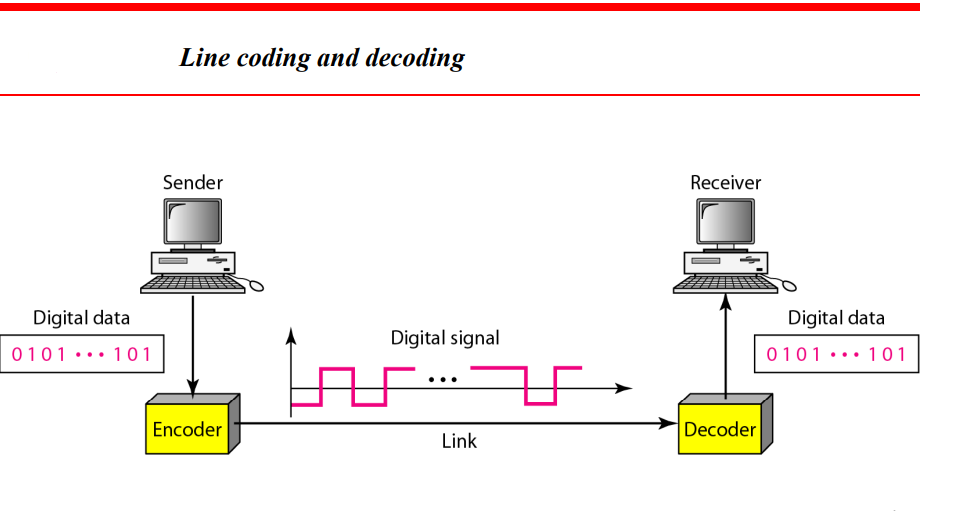 Line coding and decoding
Sender
Receiver
Digital data
0101 ••• 101
Digital signal
•••
Digital data
0101 ••• 101
Encoder
Link
Decoder